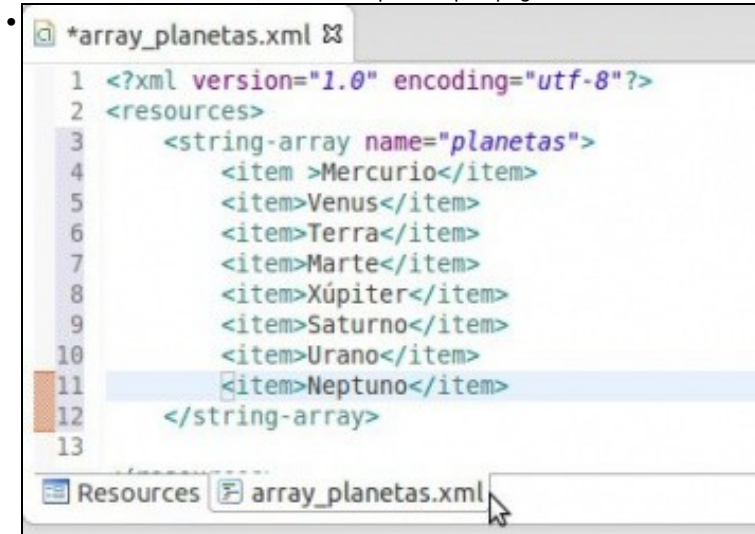 *array_planetas.xml
1 <?xml version="1.0" encoding="utf-8"?>
2 <resources>
3 <string-array name="planetas">
4 <item >Mercurio</item>
5 <item>Venus</item>
6 <item>Terra</item>
7 <item>Marte</item>
8 <item>Xúpiter</item>
9 <item>Saturno</item>
10 <item>Urano</item>
11 <item>Neptuno</item>
12 </string-array>
13
Resources array_planetas.xml